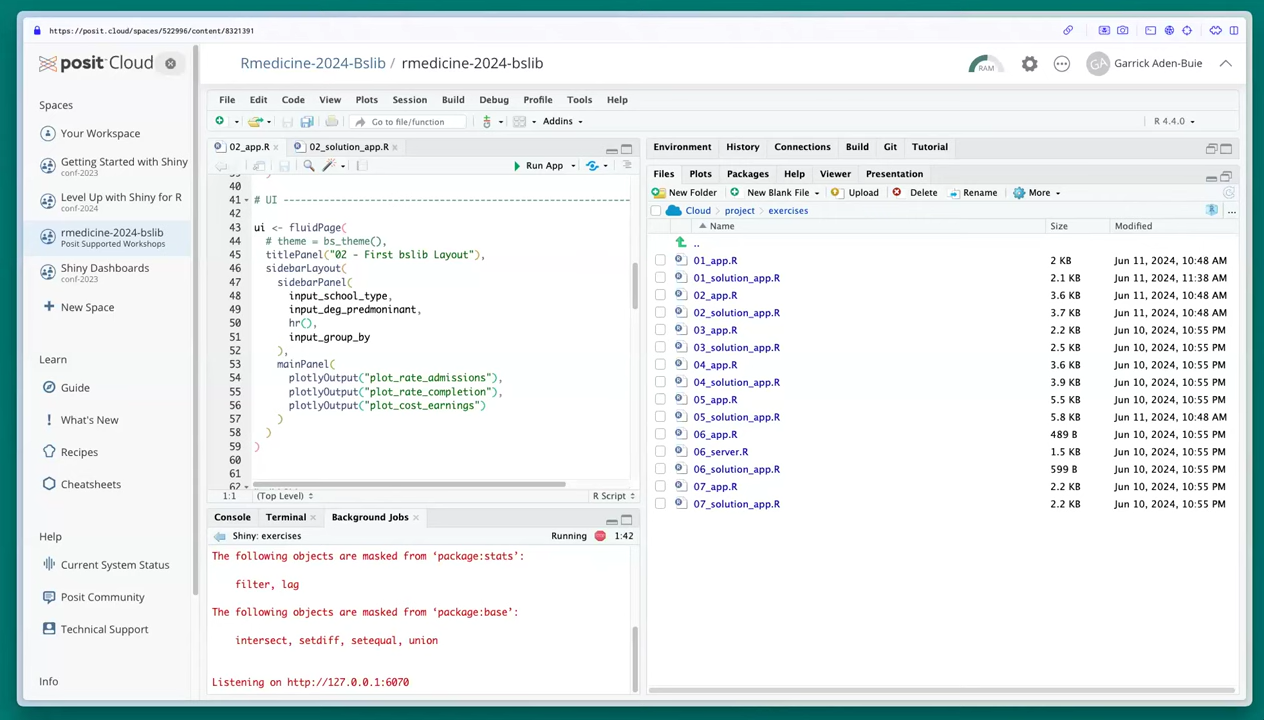 https://posit.cloud/spaces/522996/content/8321391
posit Cloud
Rmedicine-2024-Bslib / rmedicine-2024-bslib
RAM
GA
Garrick Aden-Buie
Spaces
Your Workspace
Getting Started with Shiny
conf-2023
Level Up with Shiny for R
conf-2024
rmedicine-2024-bslib
Posit Supported Workshops
Shiny Dashboards
conf-2023
New Space
Learn
Guide
What's New
Recipes
Cheatsheets
Help
Current System Status
Posit Community
Technical Support
Info
File Edit Code View Plots Session Build Debug Profile Tools Help
Go to file/function
Addins
R 4.4.0
02_app.R
02_solution_app.R
Run App
40
41 # UI --------------------------------------------------
42
43 ui <- fluidPage(
44 # theme = bs_theme(),
45 titlePanel("02 - First bslib Layout"),
46 sidebarLayout(
47 sidebarPanel(
48 input_school_type,
49 input_deg_predmoninant,
50 hr(),
51 input_group_by
52 ),
53 mainPanel(
54 plotlyOutput("plot_rate_admissions"),
55 plotlyOutput("plot_rate_completion"),
56 plotlyOutput("plot_cost_earnings")
57 )
58 )
59 )
60
61
62
1:1 (Top Level) R Script
Console Terminal Background Jobs
Shiny: exercises Running 1:42
The following objects are masked from ‘package:stats’:
filter, lag
The following objects are masked from ‘package:base’:
intersect, setdiff, setequal, union
Listening on http://127.0.0.1:6070
Environment History Connections Build Git Tutorial
Files Plots Packages Help Viewer Presentation
New Folder New Blank File Upload Delete Rename More
Cloud project exercises
R
...
Name Size Modified
..
01_app.R 2 KB Jun 11, 2024, 10:48 AM
01_solution_app.R 2.1 KB Jun 11, 2024, 11:38 AM
02_app.R 3.6 KB Jun 11, 2024, 10:48 AM
02_solution_app.R 3.7 KB Jun 11, 2024, 10:48 AM
03_app.R 2.2 KB Jun 10, 2024, 10:55 PM
03_solution_app.R 2.5 KB Jun 10, 2024, 10:55 PM
04_app.R 3.6 KB Jun 10, 2024, 10:55 PM
04_solution_app.R 3.9 KB Jun 10, 2024, 10:55 PM
05_app.R 5.5 KB Jun 10, 2024, 10:55 PM
05_solution_app.R 5.8 KB Jun 11, 2024, 10:48 AM
06_app.R 489 B Jun 10, 2024, 10:55 PM
06_server.R 1.5 KB Jun 10, 2024, 10:55 PM
06_solution_app.R 599 B Jun 10, 2024, 10:55 PM
07_app.R 2.2 KB Jun 10, 2024, 10:55 PM
07_solution_app.R 2.2 KB Jun 10, 2024, 10:55 PM